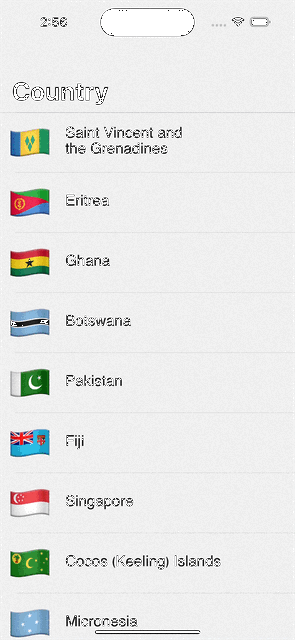 2:56
Country
Saint Vincent and
the Grenadines
Eritrea
Ghana
Botswana
Pakistan
Fiji
Singapore
Cocos (Keeling) Islands
Micronesia